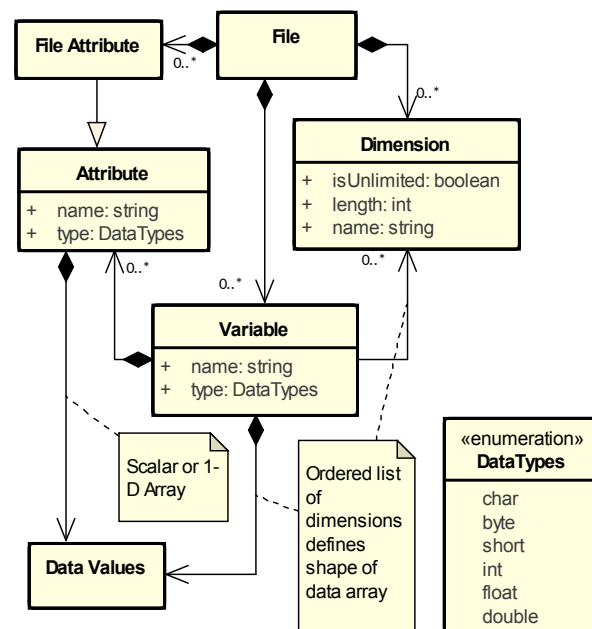 File Attribute
File
0..*
0..*
Dimension
+ isUnlimited: boolean
+ length: int
+ name: string
Attribute
+ name: string
+ type: DataTypes
0..*
0..*
0..*
Variable
+ name: string
+ type: DataTypes
Scalar or 1-
D Array
Ordered list
of
dimensions
defines
shape of
data array
«enumeration»
DataTypes
char
byte
short
int
float
double
Data Values